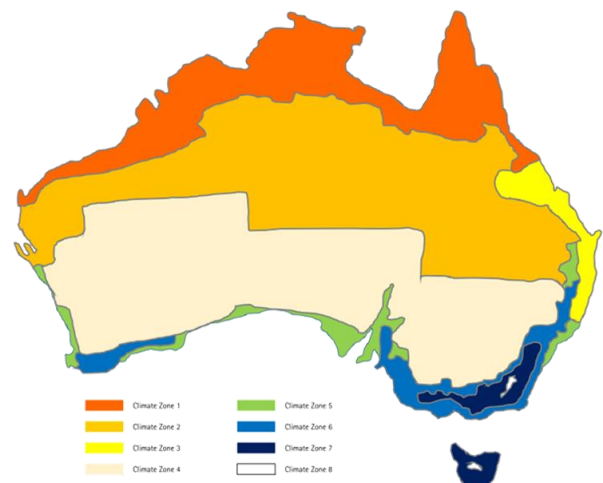 Climate Zone 1
Climate Zone 2
Climate Zone 3
Climate Zone 4
Climate Zone 5
Climate Zone 6
Climate Zone 7
Climate Zone 8